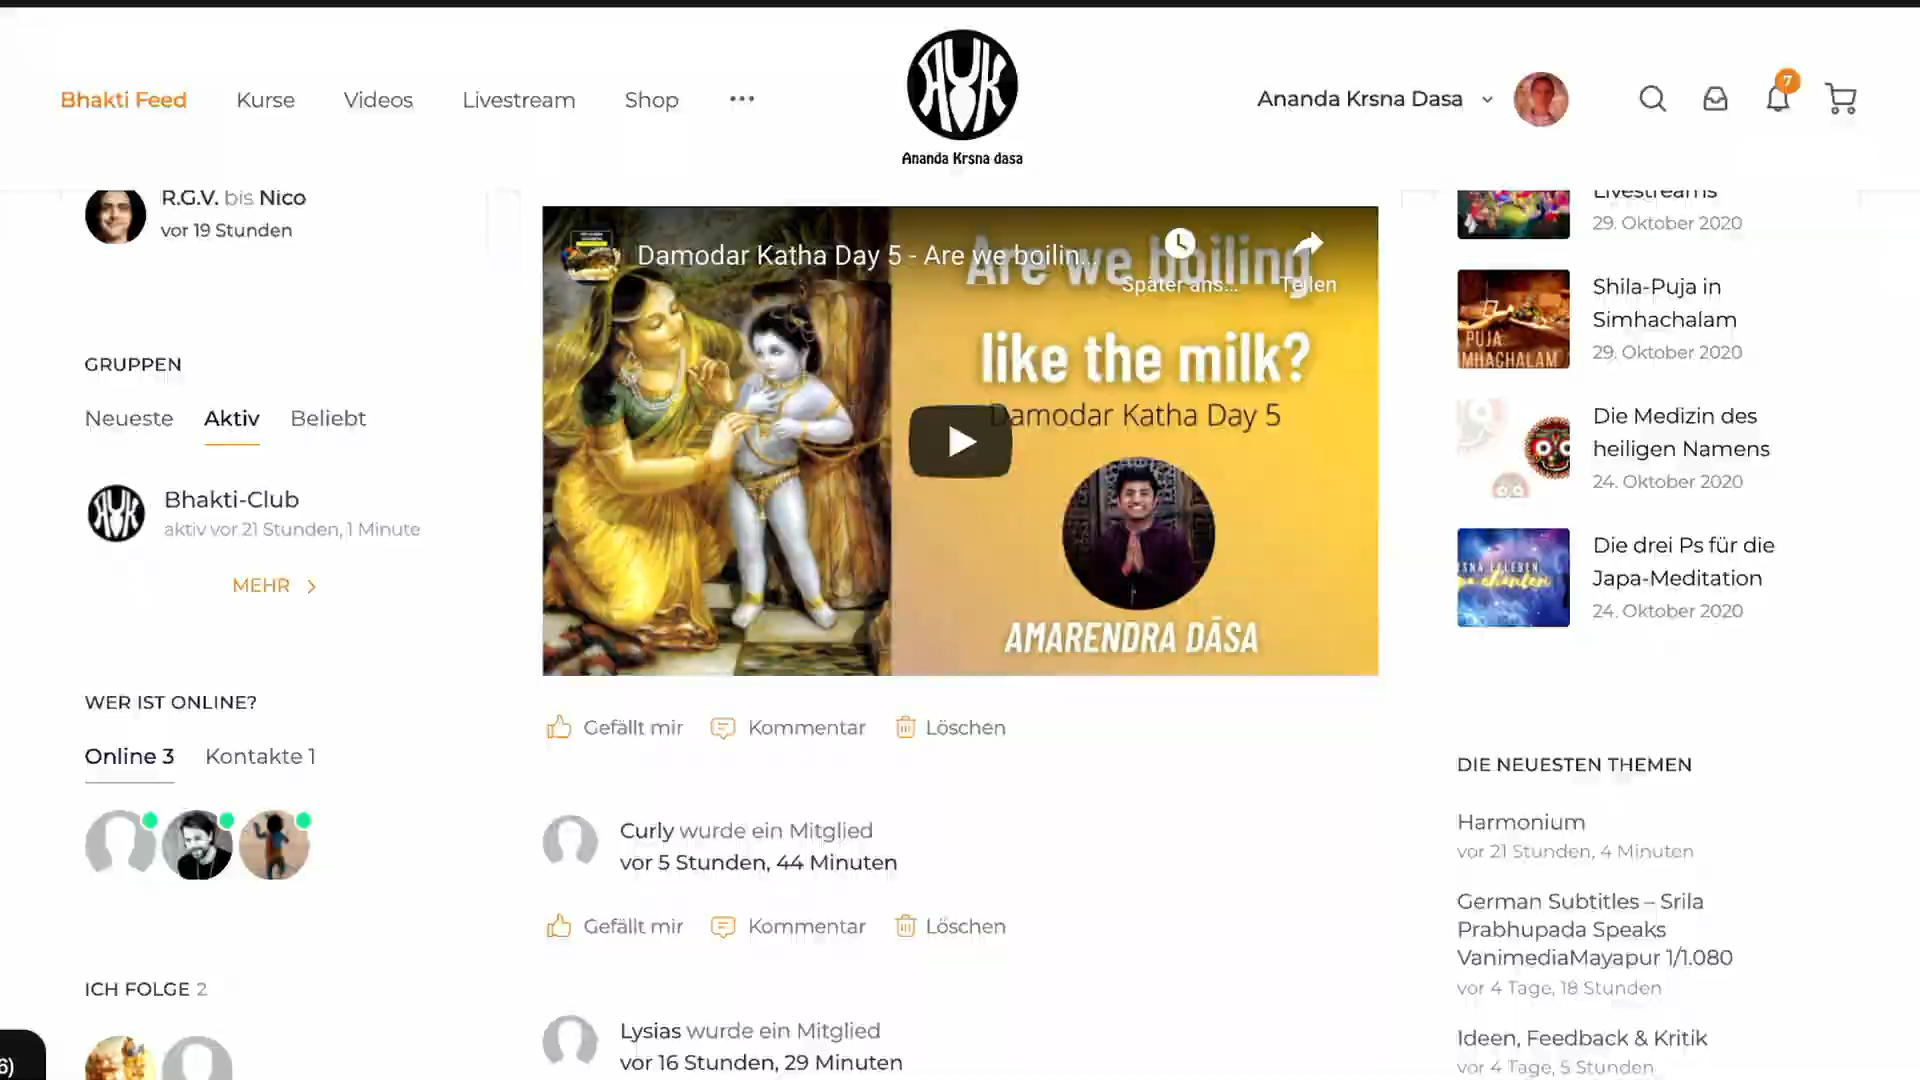 Bhakti Feed
Kurse
Videos
Livestream
Shop
AKK
Ananda Krsna dasa
Ananda Krsna Dasa
7
R.G.V. bis Nico
vor 19 Stunden
GRUPPEN
Neueste
Aktiv
Beliebt
Bhakti-Club
aktiv vor 21 Stunden, 1 Minute
MEHR
WER IST ONLINE?
Online 3
Kontakte 1
ICH FOLGE 2
6)
Damodar Katha Day 5 - Are we boilin...
Später ans...
Teilen
Are we boiling
like the milk?
Damodar Katha Day 5
AMARENDRA DĀSA
Gefällt mir
Kommentar
Löschen
Curly wurde ein Mitglied
vor 5 Stunden, 44 Minuten
Gefällt mir
Kommentar
Löschen
Lysias wurde ein Mitglied
vor 16 Stunden, 29 Minuten
Livestreams
29. Oktober 2020
PUJA
MHACHALAM
Shila-Puja in
Simhachalam
29. Oktober 2020
Die Medizin des
heiligen Namens
24. Oktober 2020
Die drei Ps für die
Japa-Meditation
24. Oktober 2020
DIE NEUESTEN THEMEN
Harmonium
vor 21 Stunden, 4 Minuten
German Subtitles – Srila
Prabhupada Speaks
VanimediaMayapur 1/1.080
vor 4 Tage, 18 Stunden
Ideen, Feedback & Kritik
vor 4 Tage, 5 Stunden